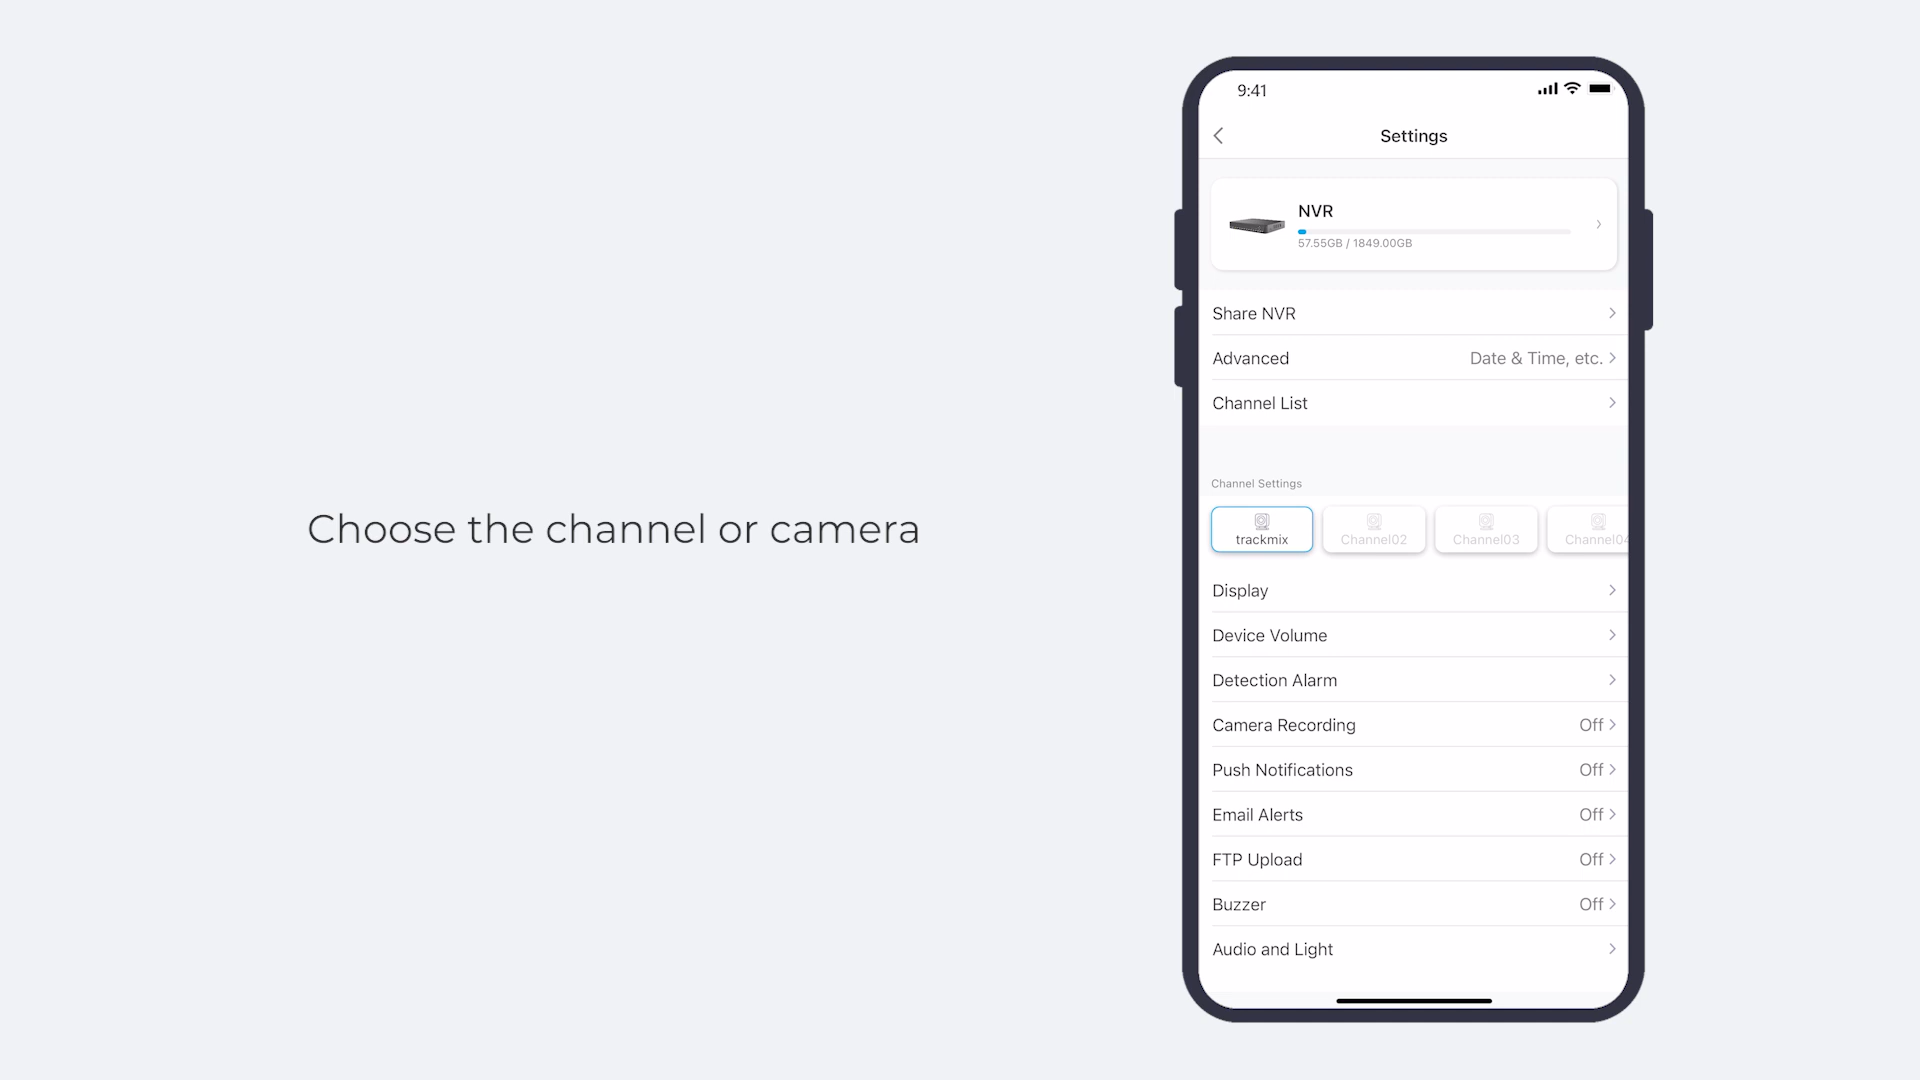 Choose the channel or camera
9:41
Settings
NVR
57.55GB / 1849.00GB
Share NVR
Advanced Date & Time, etc.
Channel List
Channel Settings
trackmix Channel02 Channel03 Channel04
Display
Device Volume
Detection Alarm
Camera Recording Off
Push Notifications Off
Email Alerts Off
FTP Upload Off
Buzzer Off
Audio and Light